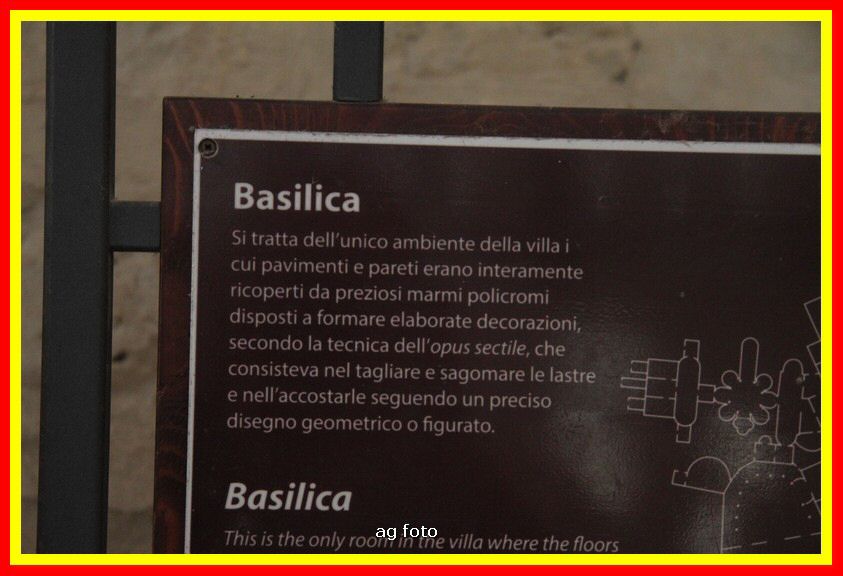 Basilica
Si tratta dell'unico ambiente della villa i
cui pavimenti e pareti erano interamente
ricoperti da preziosi marmi policromi
disposti a formare elaborate decorazioni,
secondo la tecnica dell'opus sectile, che
consisteva nel tagliare e sagomare le lastre
e nell'accostarle seguendo un preciso
disegno geometrico o figurato.
Basilica
This is the only room in the villa where the floors
ag foto